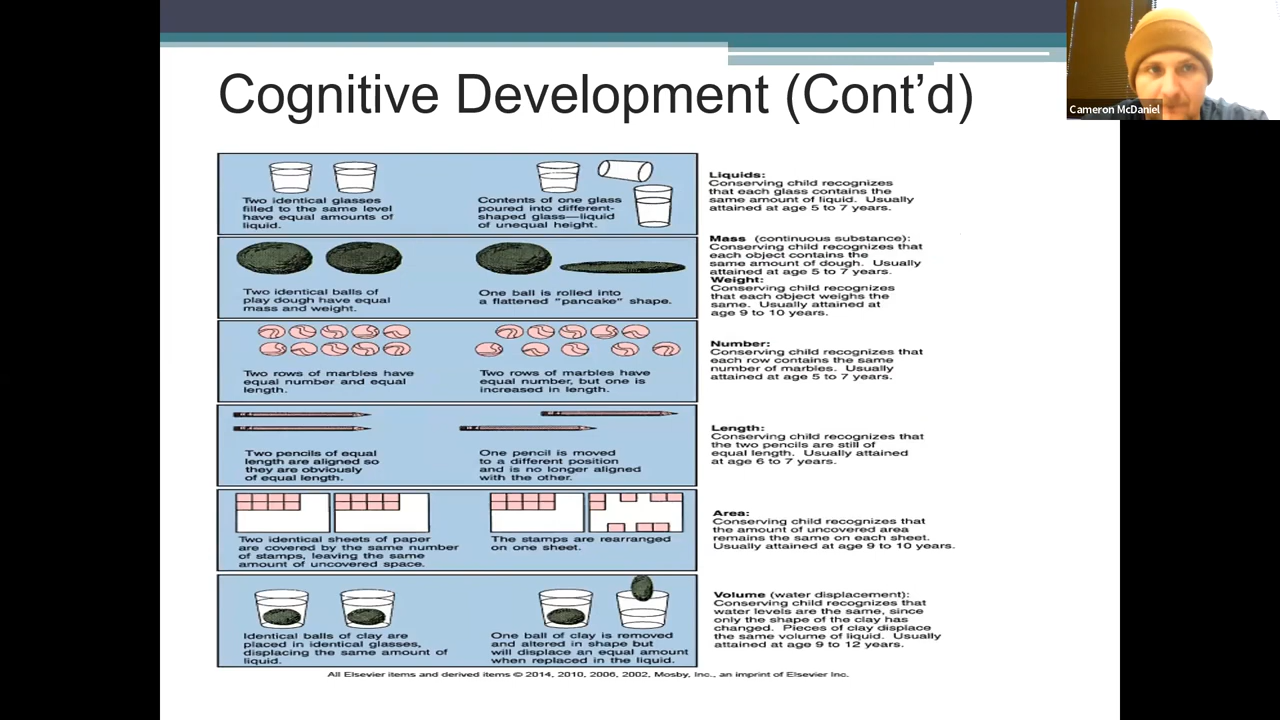 Cognitive Development (Cont'd)
Cameron McDaniel
Two identical glasses
filled to the same level
have equal amounts of
liquid.
Contents of one glass
poured into different-
shaped glass—liquid
of unequal height.
Liquids:
Conserving child recognizes
that each glass contains the
same amount of liquid. Usually
attained at age 5 to 7 years.
Two identical balls of
play dough have equal
mass and weight.
One ball is rolled into
a flattened "pancake" shape.
Mass (continuous substance):
Conserving child recognizes that
each object contains the
same amount of dough. Usually
attained at age 5 to 7 years.
Weight:
Conserving child recognizes
that each object weighs the
same. Usually attained at
age 9 to 10 years.
Two rows of marbles have
equal number and equal
length.
Two rows of marbles have
equal number, but one is
increased in length.
Number:
Conserving child recognizes that
each row contains the same
number of marbles. Usually
attained at age 5 to 7 years.
Two pencils of equal
length are aligned so
they are obviously
of equal length.
One pencil is moved
to a different position
and is no longer aligned
with the other.
Length:
Conserving child recognizes that
the two pencils are still of
equal length. Usually attained
at age 6 to 7 years.
Two identical sheets of paper
are covered by the same number
of stamps, leaving the same
amount of uncovered space.
The stamps are rearranged
on one sheet.
Area:
Conserving child recognizes that
the amount of uncovered area
remains the same on each sheet.
Usually attained at age 9 to 10 years.
Identical balls of clay are
placed in identical glasses,
displacing the same amount of
liquid.
One ball of clay is removed
and altered in shape but
will displace an equal amount
when replaced in the liquid.
Volume (water displacement):
Conserving child recognizes that
water levels are the same, since
only the shape of the clay has
changed. Pieces of clay displace
the same volume of liquid. Usually
attained at age 9 to 12 years.
All Elsevier items and derived items © 2014, 2010, 2006, 2002, Mosby, Inc., an imprint of Elsevier Inc.